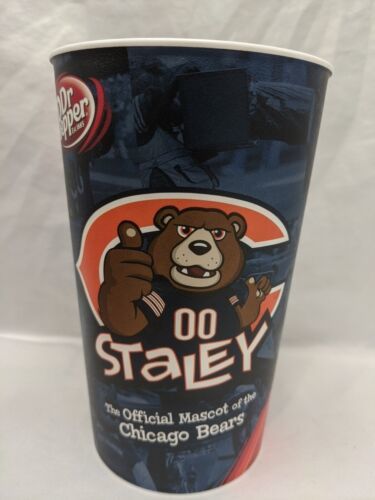 Dr
Pepper
00
STALEY
The Official Mascot of the
Chicago Bears